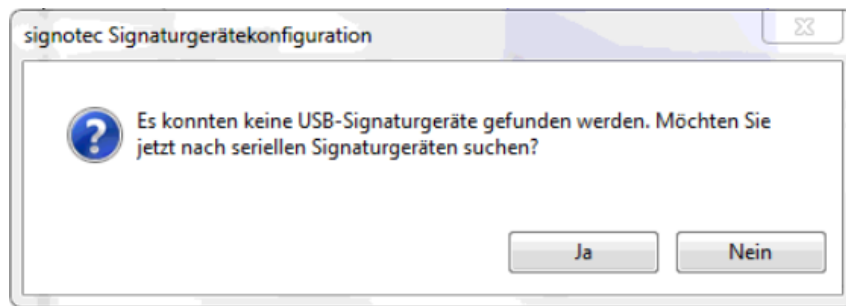 signotec Signaturgerätekonfiguration
Es konnten keine USB-Signaturgeräte gefunden werden. Möchten Sie
jetzt nach seriellen Signaturgeräten suchen?
Ja Nein